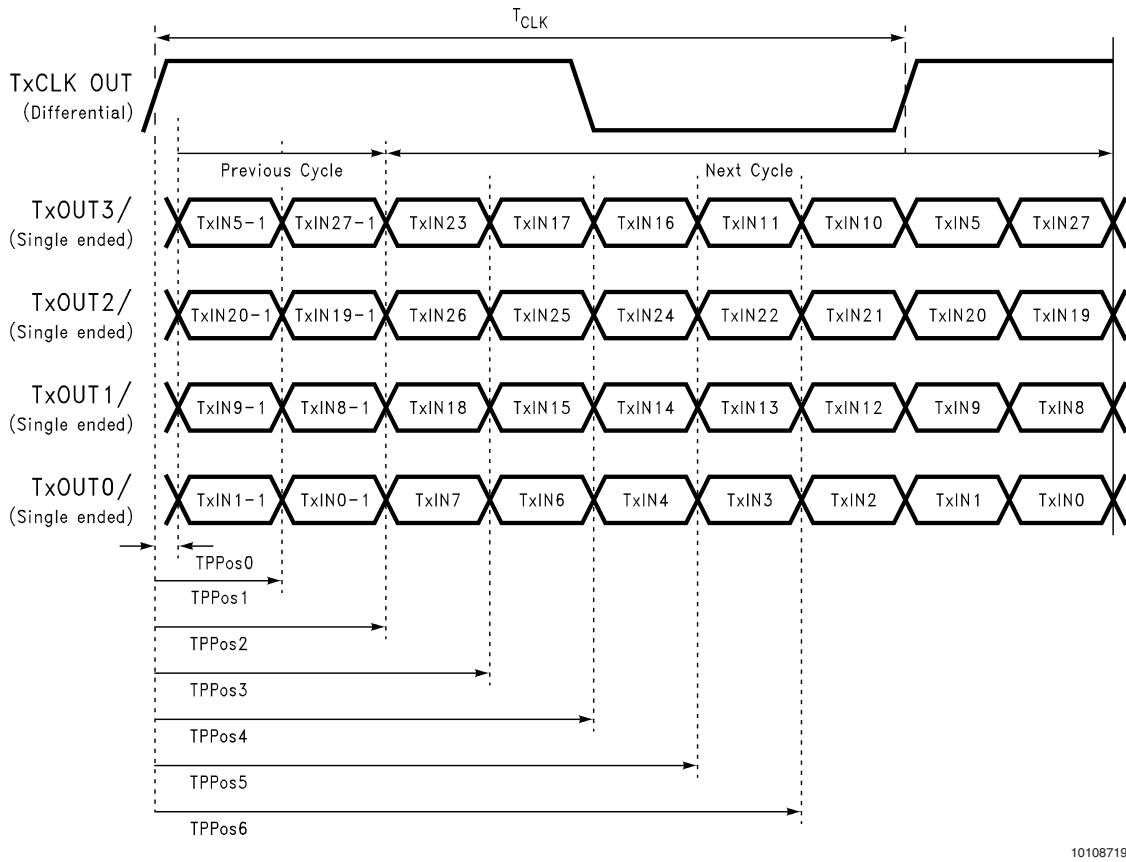 TCLK
TxCLK OUT
(Differential)
Previous Cycle
Next Cycle
TxOUT3/
(Single ended)
TxIN5-1 TxIN27-1 TxIN23 TxIN17 TxIN16 TxIN11 TxIN10 TxIN5 TxIN27
TxOUT2/
(Single ended)
TxIN20-1 TxIN19-1 TxIN26 TxIN25 TxIN24 TxIN22 TxIN21 TxIN20 TxIN19
TxOUT1/
(Single ended)
TxIN9-1 TxIN8-1 TxIN18 TxIN15 TxIN14 TxIN13 TxIN12 TxIN9 TxIN8
TxOUT0/
(Single ended)
TxIN1-1 TxIN0-1 TxIN7 TxIN6 TxIN4 TxIN3 TxIN2 TxIN1 TxIN0
TPPos0
TPPos1
TPPos2
TPPos3
TPPos4
TPPos5
TPPos6
10108719